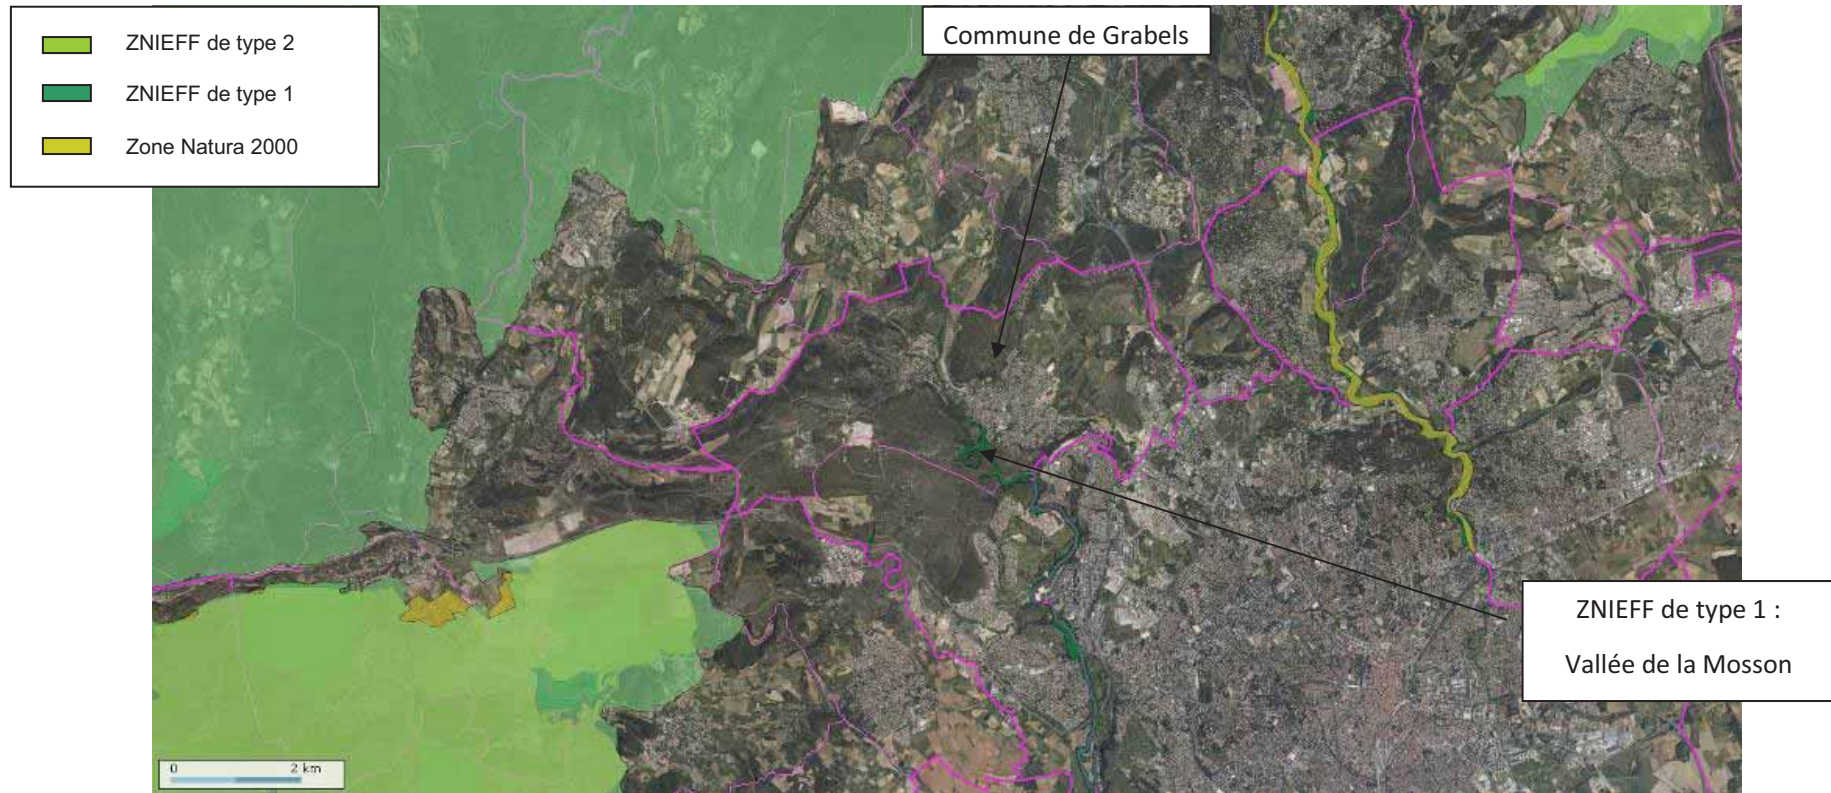 ZNIEFF de type 2
ZNIEFF de type 1
Zone Natura 2000
Commune de Grabels
ZNIEFF de type 1 :
Vallée de la Mosson
0 2 km